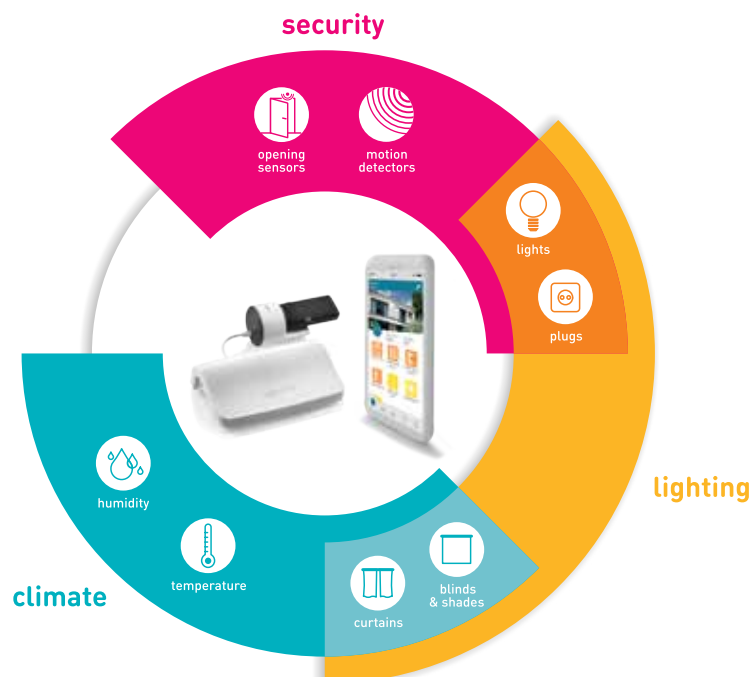 security
opening
sensors
motion
detectors
lights
plugs
lighting
humidity
temperature
climate
curtains
blinds
& shades